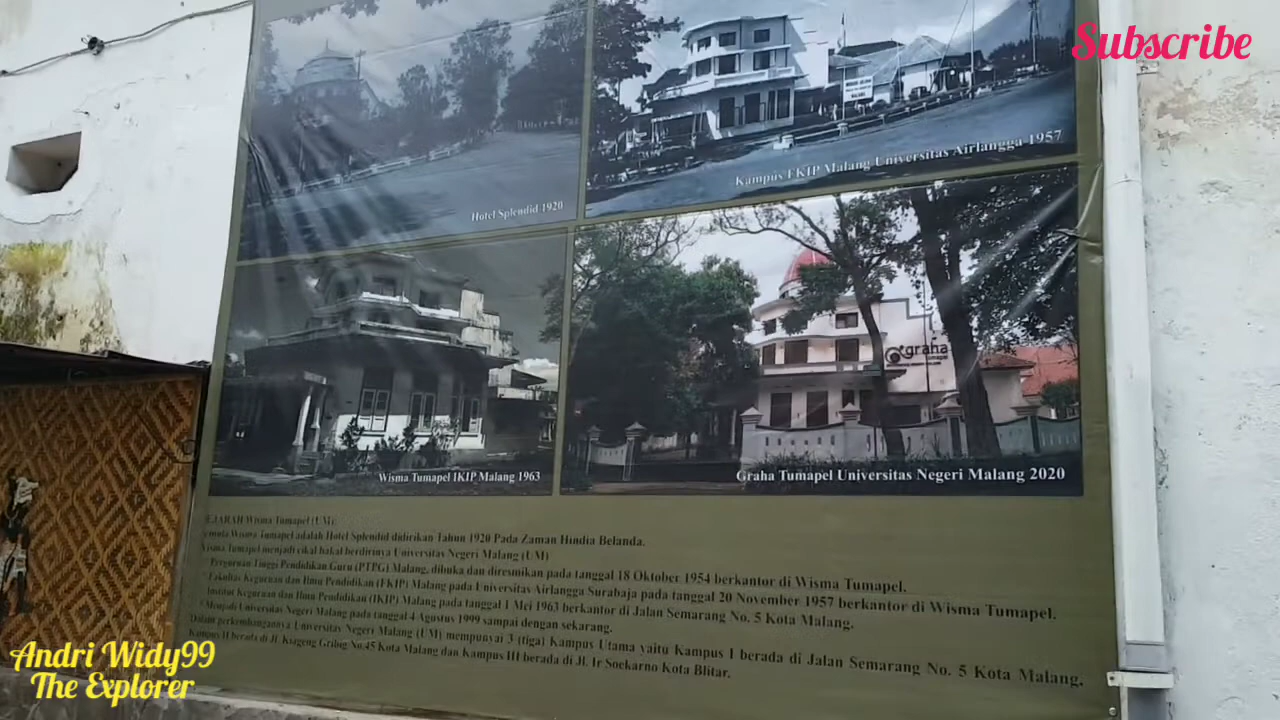 Subscribe
Hotel Splendid 1920
Kampus FKIP Malang Universitas Airlangga 1957
graha
Wisma Tumapel IKIP Malang 1963
Graha Tumapel Universitas Negeri Malang 2020
SEJARAH Wisma Tumapel (UM).
Wisma Tumapel adalah Hotel Splendid didirikan Tahun 1920 Pada Zaman Hindia Belanda.
Wisma Tumapel menjadi cikal bakal berdirinya Universitas Negeri Malang (UM)
* Perguruan Tinggi Pendidikan Guru (PTPG) Malang, dibuka dan diresmikan pada tanggal 18 Oktober 1954 berkantor di Wisma Tumapel.
* Fakultas Keguruan dan Ilmu Pendidikan (FKIP) Malang pada Universitas Airlangga Surabaja pada tanggal 20 November 1957 berkantor di Wisma Tumapel.
Institut Keguruan dan Ilmu Pendidikan (IKIP) Malang pada tanggal 1 Mei 1963 berkantor di Jalan Semarang No. 5 Kota Malang.
* Menjadi Universitas Negeri Malang pada tanggal 4 Agustus 1999 sampai dengan sekarang.
Dalam perkembangannya Universitay Negeri Malang (UM) mempunyai 3 (tiga) Kampus Utama yaitu Kampus I berada di Jalan Semarang No. 5 Kota Malang,
Kampus II berada di Jl. Kiageng Gribig No.45 Kota Malang dan Kampus III berada di Jl. Ir Soekarno Kota Blitar.
Andri Widy99
The Explorer